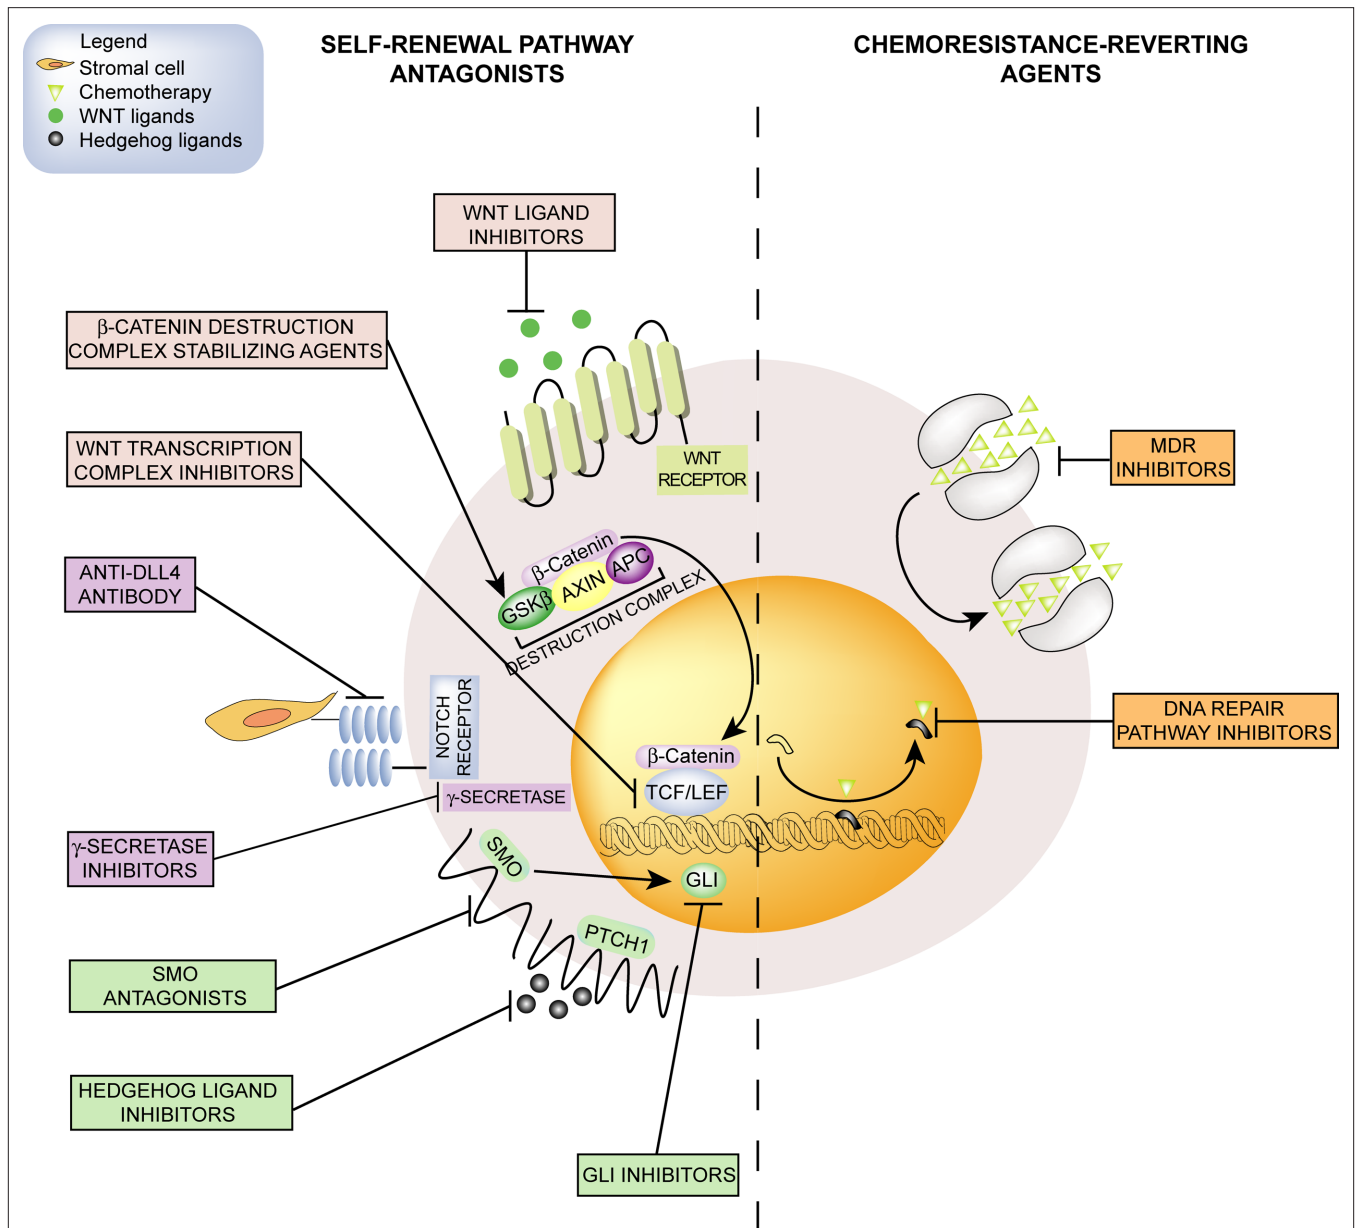 Legend
Stromal cell
Chemotherapy
WNT ligands
Hedgehog ligands
SELF-RENEWAL PATHWAY
ANTAGONISTS
CHEMORESISTANCE-REVERTING
AGENTS
WNT LIGAND
INHIBITORS
β-CATENIN DESTRUCTION
COMPLEX STABILIZING AGENTS
WNT TRANSCRIPTION
COMPLEX INHIBITORS
WNT
RECEPTOR
MDR
INHIBITORS
β-Catenin
GSKβ
AXIN
APC
DESTRUCTION COMPLEX
ANTI-DLL4
ANTIBODY
NOTCH
RECEPTOR
γ-SECRETASE
γ-SECRETASE
INHIBITORS
β-Catenin
TCF/LEF
DNA REPAIR
PATHWAY INHIBITORS
SMO
GLI
PTCH1
SMO
ANTAGONISTS
HEDGEHOG LIGAND
INHIBITORS
GLI INHIBITORS